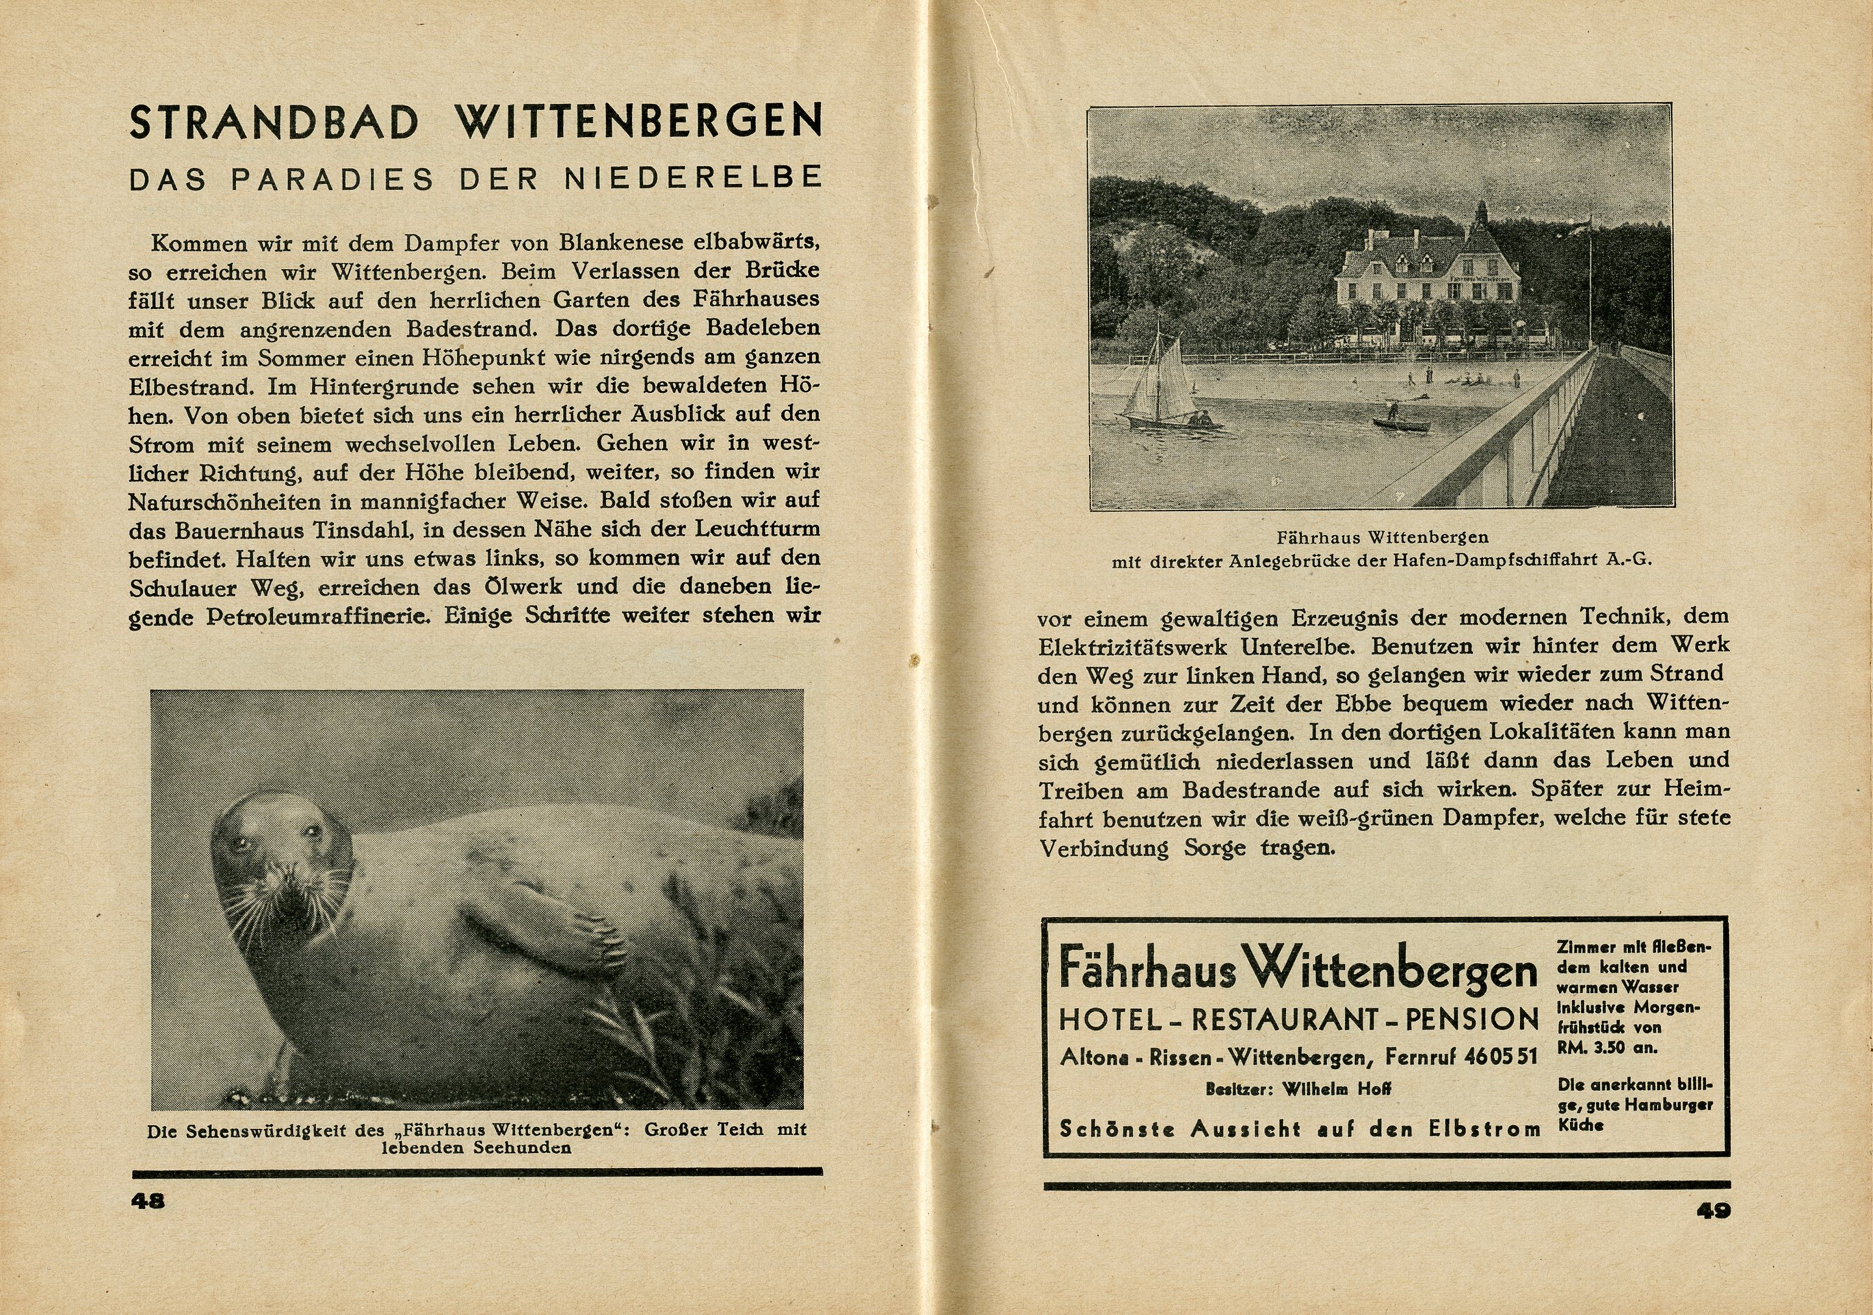 STRANDBAD WITTENBERGEN
DAS PARADIES DER NIEDERELBE
Kommen wir mit dem Dampfer von Blankenese elbabwärts,
so erreichen wir Wittenbergen. Beim Verlassen der Brücke
fällt unser Blick auf den herrlichen Garten des Fährhauses
mit dem angrenzenden Badestrand. Das dortige Badeleben
erreicht im Sommer einen Höhepunkt wie nirgends am ganzen
Elbestrand. Im Hintergrunde sehen wir die bewaldeten Hö-
hen. Von oben bietet sich uns ein herrlicher Ausblick auf den
Strom mit seinem wechselvollen Leben. Gehen wir in west-
licher Richtung, auf der Höhe bleibend, weiter, so finden wir
Naturschönheiten in mannigfacher Weise. Bald stoßen wir auf
das Bauernhaus Tinsdahl, in dessen Nähe sich der Leuchtturm
befindet. Halten wir uns etwas links, so kommen wir auf den
Schulauer Weg, erreichen das Ölwerk und die daneben lie-
gende Petroleumraffinerie. Einige Schritte weiter stehen wir
Die Sehenswürdigkeit des „Fährhaus Wittenbergen“: Großer Teich mit
lebenden Seehunden
48
Fährhaus Wittenbergen
mit direkter Anlegebrücke der Hafen-Dampfschiffahrt A.-G.
vor einem gewaltigen Erzeugnis der modernen Technik, dem
Elektrizitätswerk Unterelbe. Benutzen wir hinter dem Werk
den Weg zur linken Hand, so gelangen wir wieder zum Strand
und können zur Zeit der Ebbe bequem wieder nach Witten-
bergen zurückgelangen. In den dortigen Lokalitäten kann man
sich gemütlich niederlassen und läßt dann das Leben und
Treiben am Badestrande auf sich wirken. Später zur Heim-
fahrt benutzen wir die weiß-grünen Dampfer, welche für stete
Verbindung Sorge tragen.
Fährhaus Wittenbergen
HOTEL - RESTAURANT - PENSION
Altona - Rissen - Wittenbergen, Fernruf 46 05 51
Besitzer: Wilhelm Hoff
Schönste Aussicht auf den Elbstrom
Zimmer mit fließen-
dem kalten und
warmen Wasser
inklusive Morgen-
frühstück von
RM. 3.50 an.
Die anerkannt billi-
ge, gute Hamburger
Küche
49